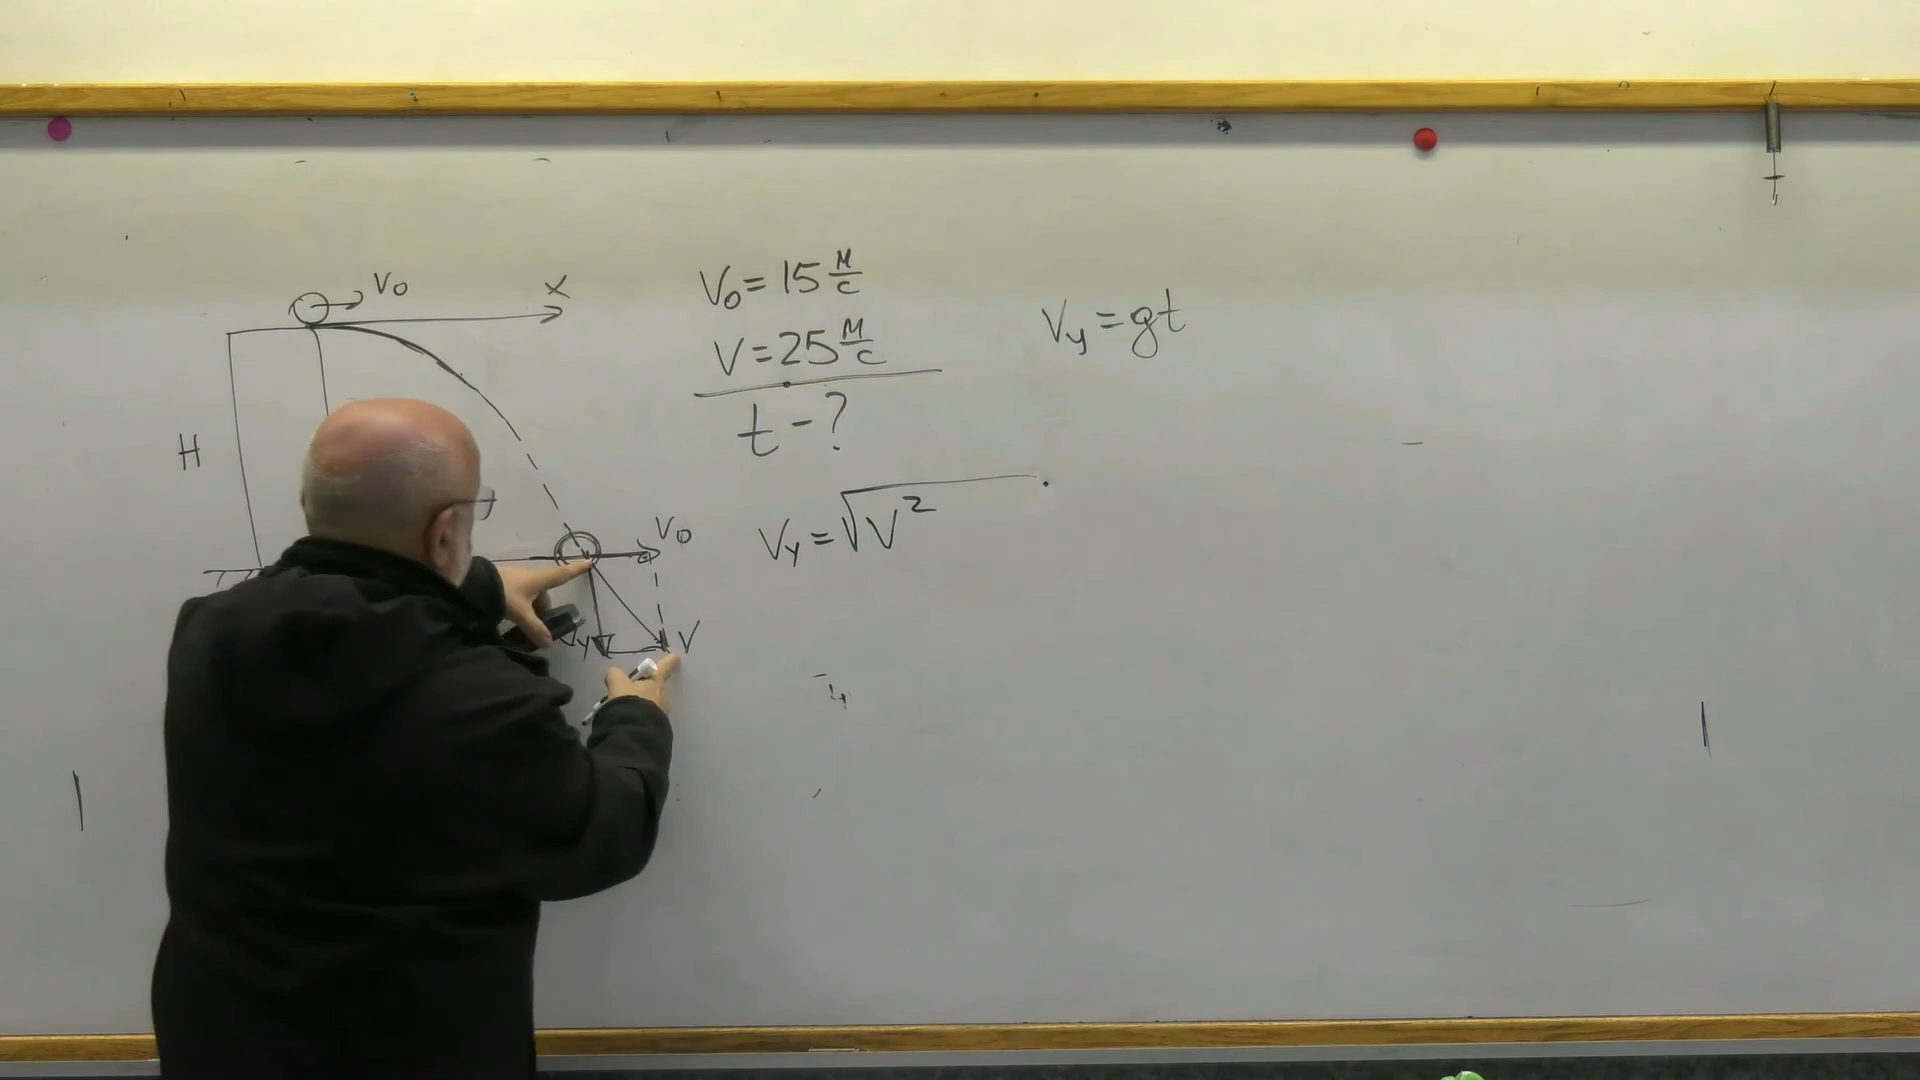 V₀
X
H
V₀
Vy
V
V₀ = 15 м/с
V = 25 м/с
t - ?
Vy = √V²
Vy = gt